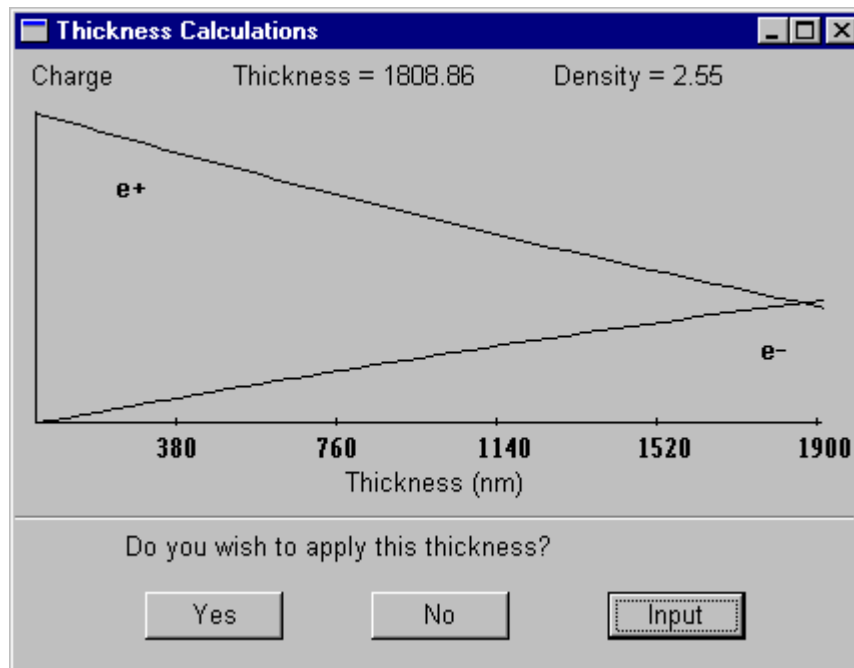 Thickness Calculations
Charge Thickness = 1808.86 Density = 2.55
e+
e-
380 760 1140 1520 1900
Thickness (nm)
Do you wish to apply this thickness?
Yes No Input